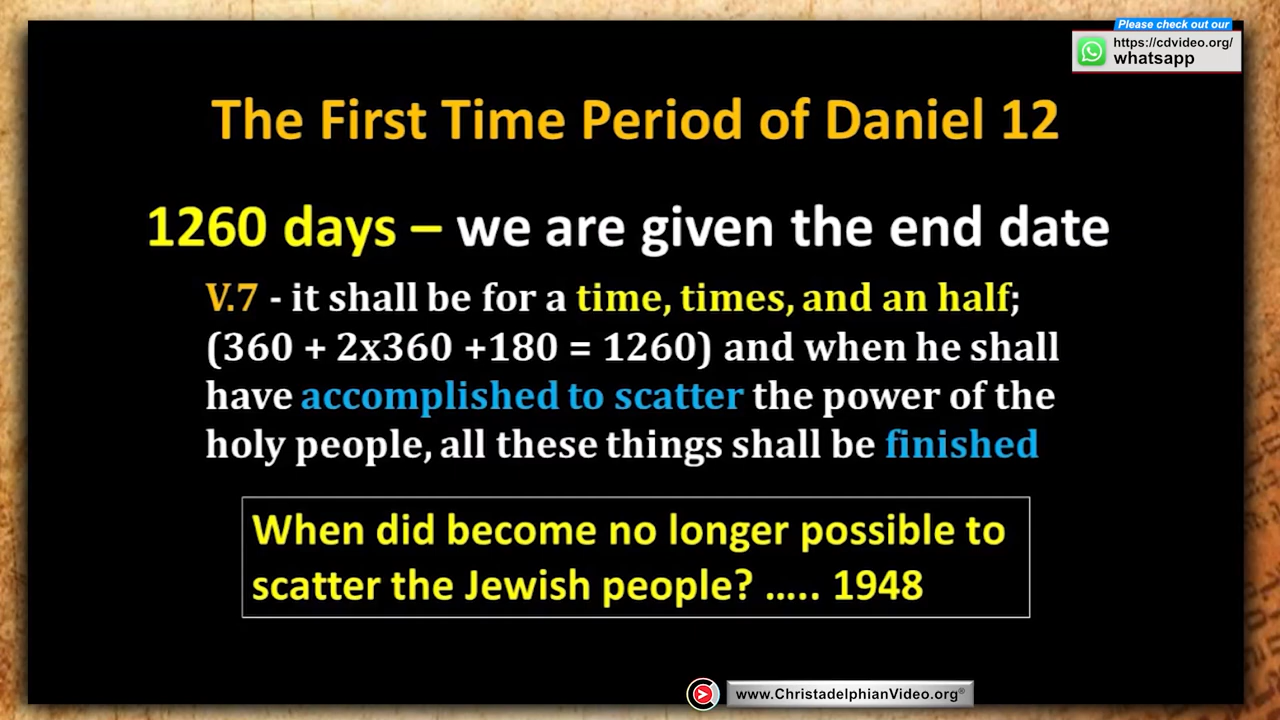 Please check out our
https://cdvideo.org/
whatsapp
The First Time Period of Daniel 12
1260 days – we are given the end date
V.7 - it shall be for a time, times, and an half;
(360 + 2x360 +180 = 1260) and when he shall
have accomplished to scatter the power of the
holy people, all these things shall be finished
When did become no longer possible to
scatter the Jewish people? ….. 1948
www.ChristadelphianVideo.org®